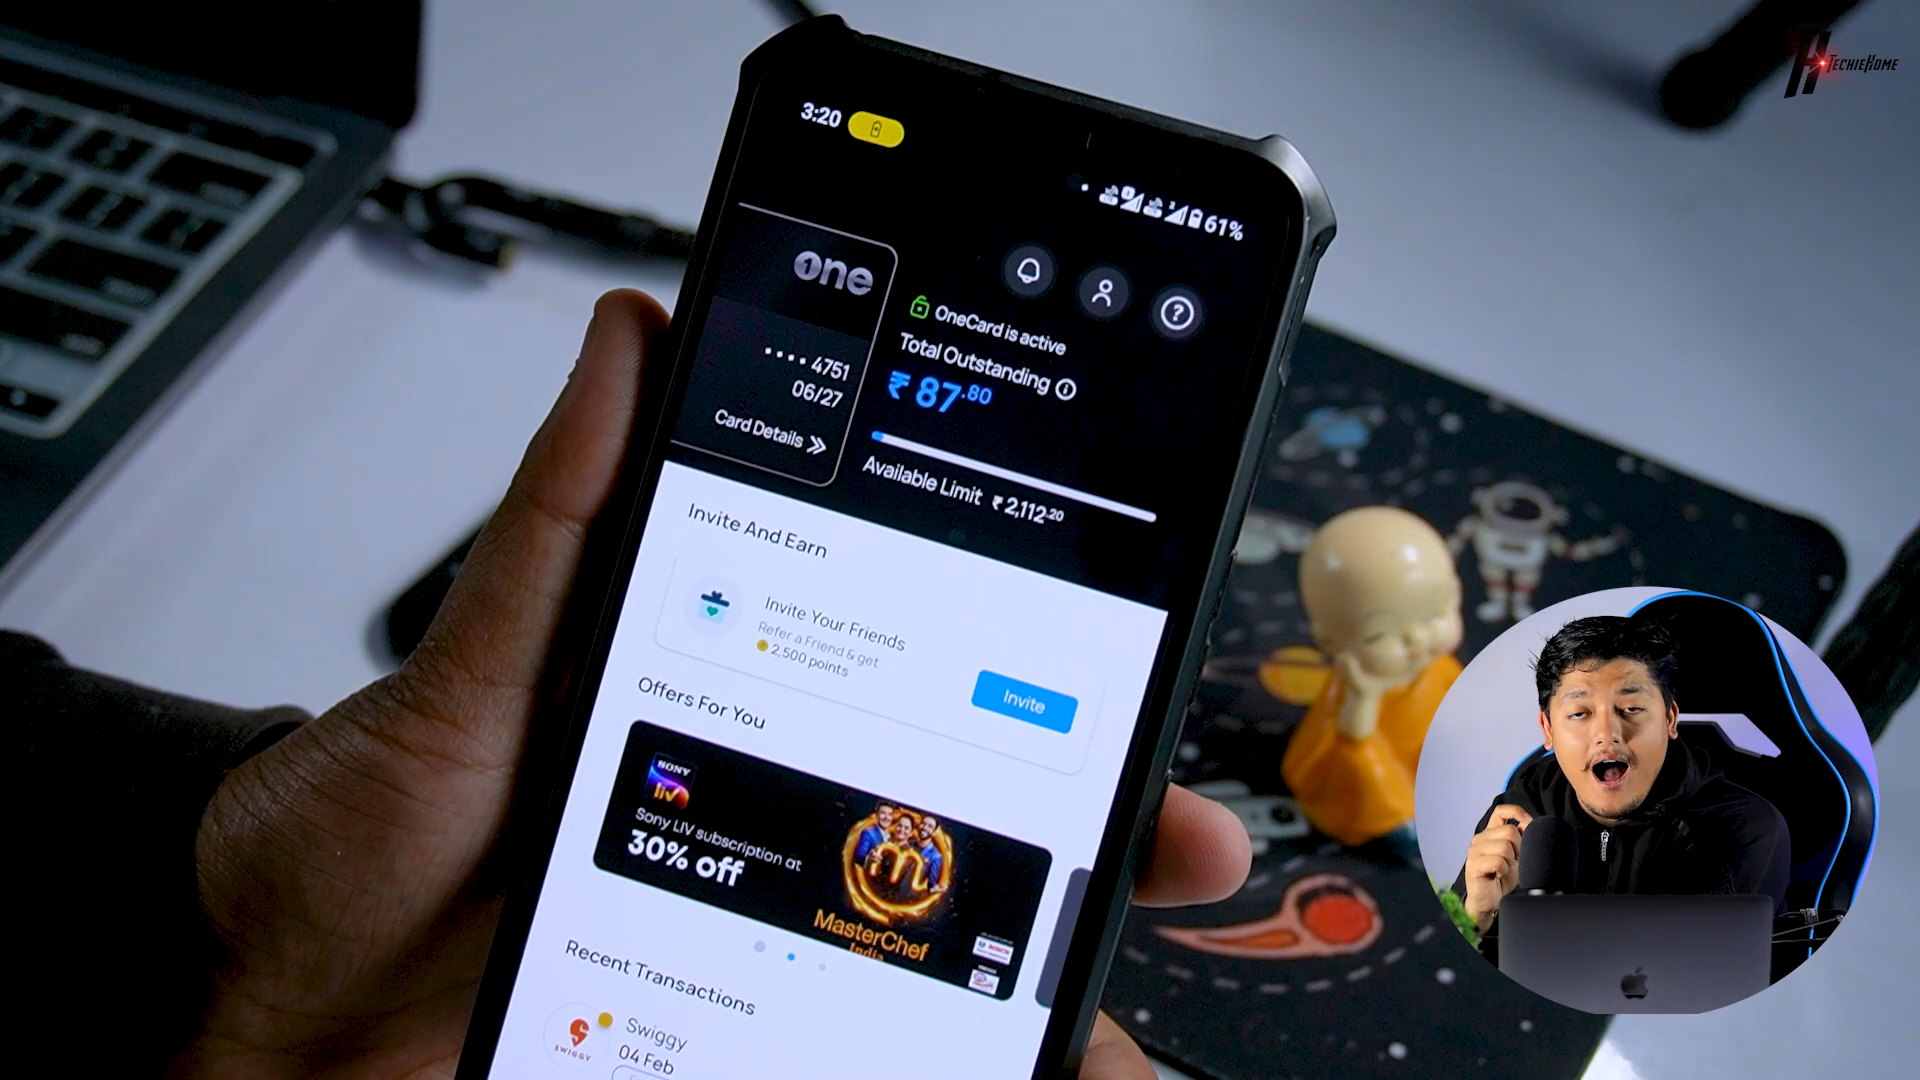 TECHIEHOME
3:20
61%
one
.... 4751
06/27
Card Details
OneCard is active
Total Outstanding
₹ 87.80
Available Limit ₹ 2,112.20
Invite And Earn
Invite Your Friends
Refer a Friend & get
2,500 points
Invite
Offers For You
SONY
liv
Sony LIV subscription at
30% off
MasterChef
India
Recent Transactions
SWIGGY
Swiggy
04 Feb